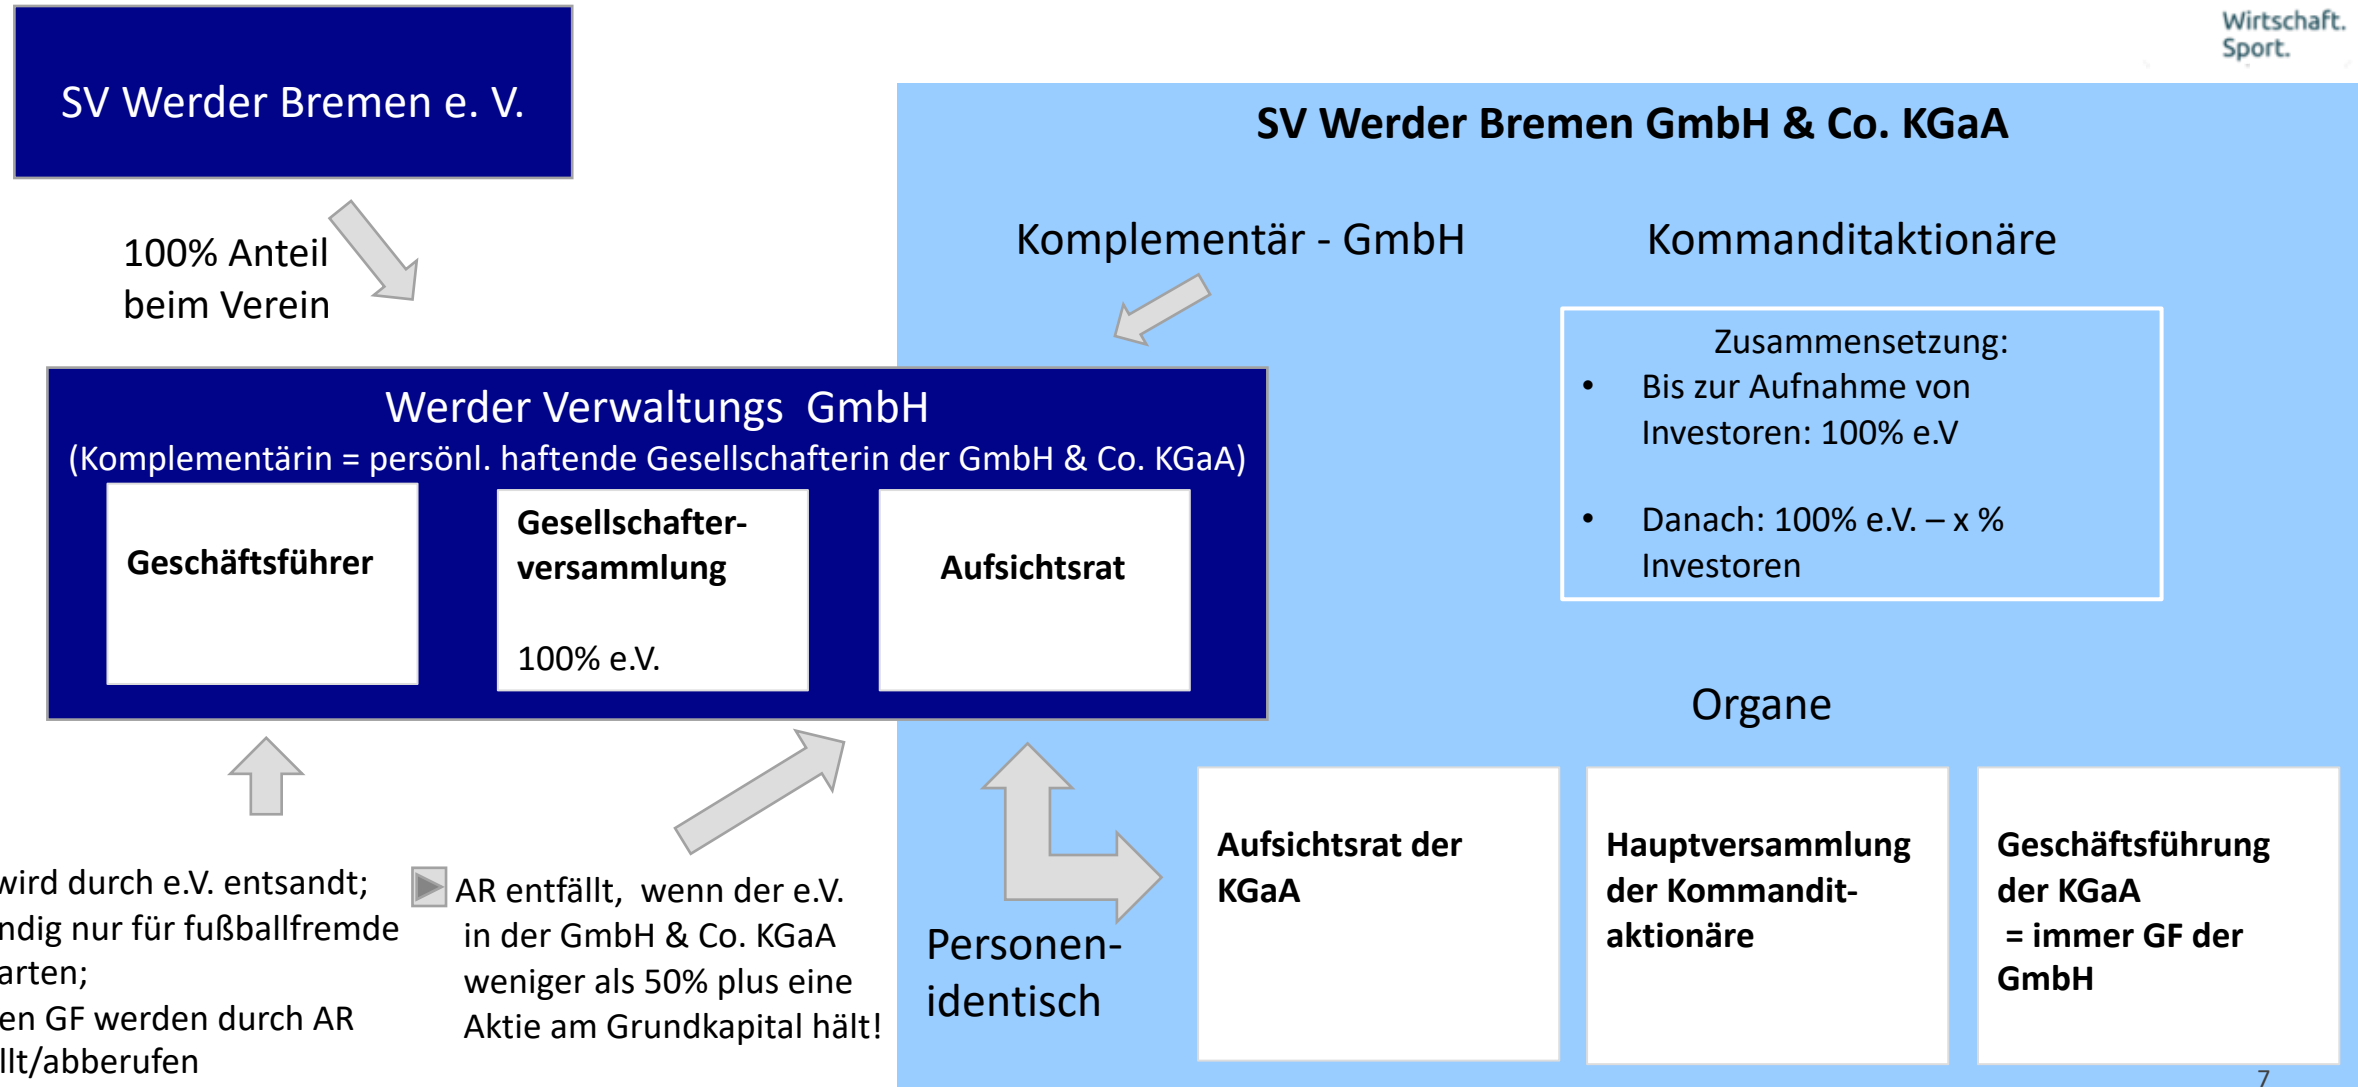 Wirtschaft.
Sport.
SV Werder Bremen e. V.
100% Anteil
beim Verein
SV Werder Bremen GmbH & Co. KGaA
Komplementär - GmbH
Kommanditaktionäre
Zusammensetzung:
• Bis zur Aufnahme von
Investoren: 100% e.V
• Danach: 100% e.V. – x %
Investoren
Werder Verwaltungs GmbH
(Komplementärin = persönl. haftende Gesellschafterin der GmbH & Co. KGaA)
Geschäftsführer
Gesellschafter-
versammlung
100% e.V.
Aufsichtsrat
Organe
wird durch e.V. entsandt;
ndig nur für fußballfremde
arten;
en GF werden durch AR
llt/abberufen
AR entfällt, wenn der e.V.
in der GmbH & Co. KGaA
weniger als 50% plus eine
Aktie am Grundkapital hält!
Personen-
identisch
Aufsichtsrat der
KGaA
Hauptversammlung
der Kommandit-
aktionäre
Geschäftsführung
der KGaA
= immer GF der
GmbH
7